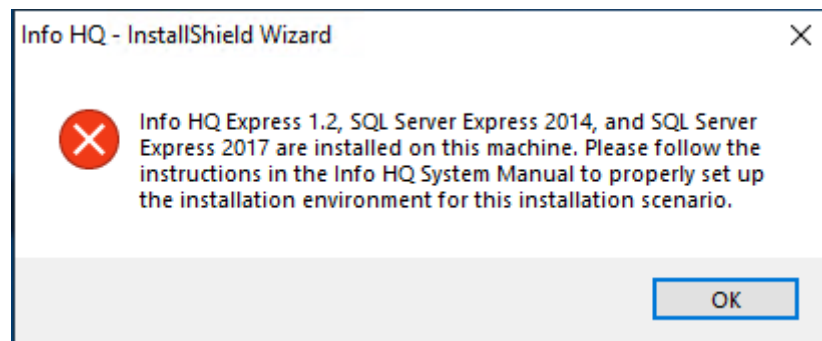 Info HQ - InstallShield Wizard
Info HQ Express 1.2, SQL Server Express 2014, and SQL Server
Express 2017 are installed on this machine. Please follow the
instructions in the Info HQ System Manual to properly set up
the installation environment for this installation scenario.
OK